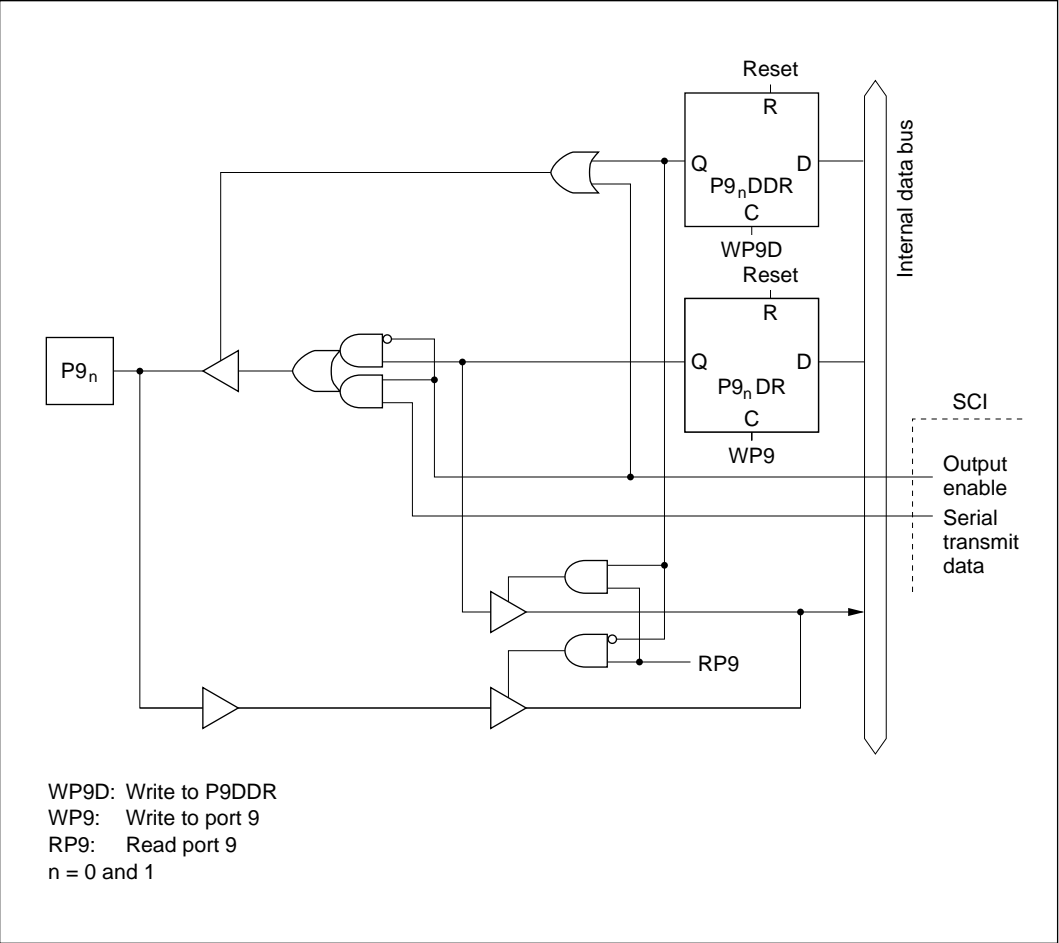 Reset
R
Q
D
P9nDDR
C
WP9D
Reset
R
Q
D
P9n DR
C
WP9
Internal data bus
P9n
SCI
Output
enable
Serial
transmit
data
RP9
WP9D: Write to P9DDR
WP9: Write to port 9
RP9: Read port 9
n = 0 and 1